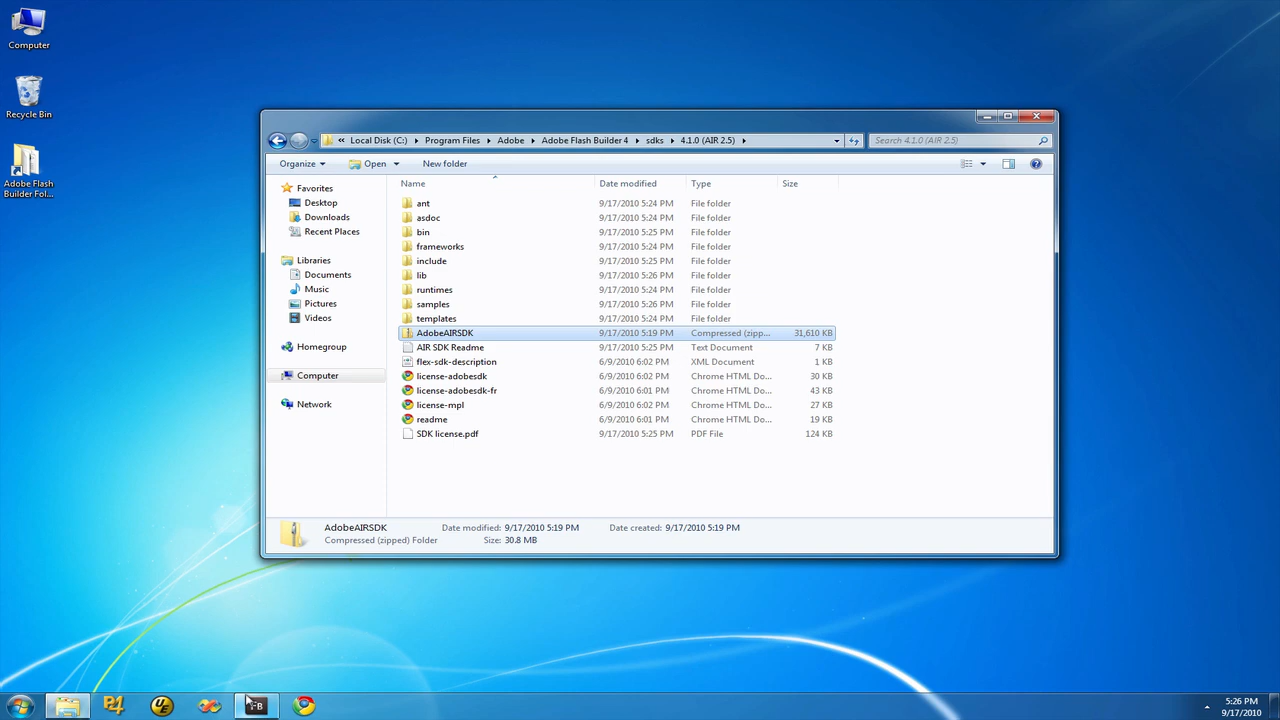 Computer
Recycle Bin
Adobe Flash
Builder Fol...
« Local Disk (C:) Program Files Adobe Adobe Flash Builder 4 sdks 4.1.0 (AIR 2.5)
Search 4.1.0 (AIR 2.5)
Organize Open New folder
Favorites
Desktop
Downloads
Recent Places
Libraries
Documents
Music
Pictures
Videos
Homegroup
Computer
Network
Name Date modified Type Size
ant 9/17/2010 5:24 PM File folder
asdoc 9/17/2010 5:24 PM File folder
bin 9/17/2010 5:25 PM File folder
frameworks 9/17/2010 5:24 PM File folder
include 9/17/2010 5:25 PM File folder
lib 9/17/2010 5:26 PM File folder
runtimes 9/17/2010 5:24 PM File folder
samples 9/17/2010 5:26 PM File folder
templates 9/17/2010 5:24 PM File folder
AdobeAIRSDK 9/17/2010 5:19 PM Compressed (zipp... 31,610 KB
AIR SDK Readme 9/17/2010 5:25 PM Text Document 7 KB
flex-sdk-description 6/9/2010 6:02 PM XML Document 1 KB
license-adobesdk 6/9/2010 6:02 PM Chrome HTML Do... 30 KB
license-adobesdk-fr 6/9/2010 6:01 PM Chrome HTML Do... 43 KB
license-mpl 6/9/2010 6:02 PM Chrome HTML Do... 27 KB
readme 6/9/2010 6:01 PM Chrome HTML Do... 19 KB
SDK license.pdf 9/17/2010 5:25 PM PDF File 124 KB
AdobeAIRSDK Date modified: 9/17/2010 5:19 PM Date created: 9/17/2010 5:19 PM
Compressed (zipped) Folder Size: 30.8 MB
P4
UE
5:26 PM
9/17/2010